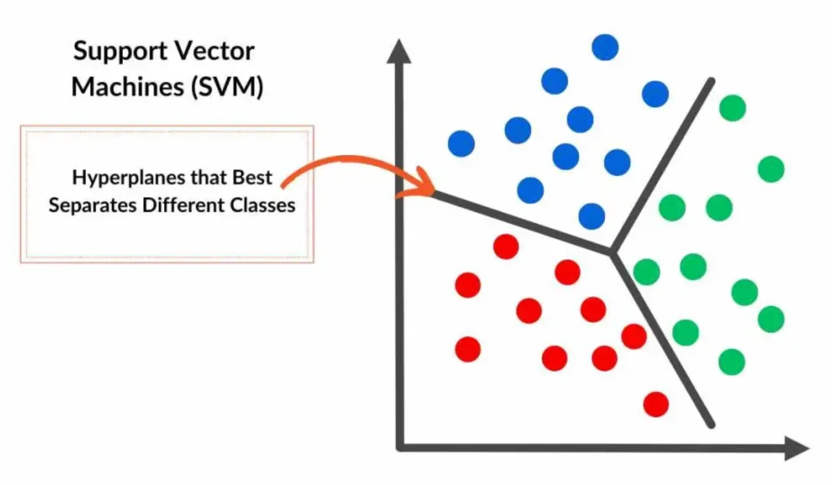 Support Vector
Machines (SVM)
Hyperplanes that Best
Separates Different Classes